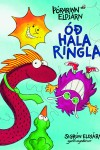 ÞÓRARINN
ELDJÁRN
ÓÐ
HALA
RINGLA
SIGRÚN ELDJÁRN